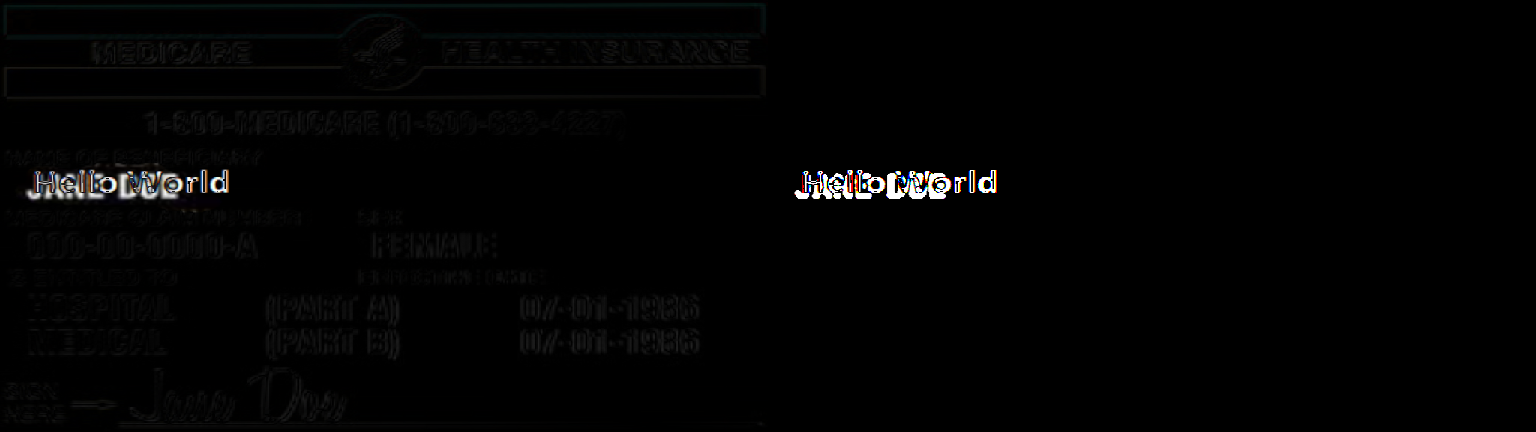 MEDICARE HEALTH INSURANCE
1-800-MEDICARE (1-800-633-4227)
NAME OF BENEFICIARY
JANE DOE Hello World JANE DOE Hello World
MEDICARE CLAIM NUMBER SEX
000-00-0000-A FEMALE
IS ENTITLED TO EFFECTIVE DATE
HOSPITAL (PART A) 07-01-1986
MEDICAL (PART B) 07-01-1986
SIGN
HERE Jane Doe